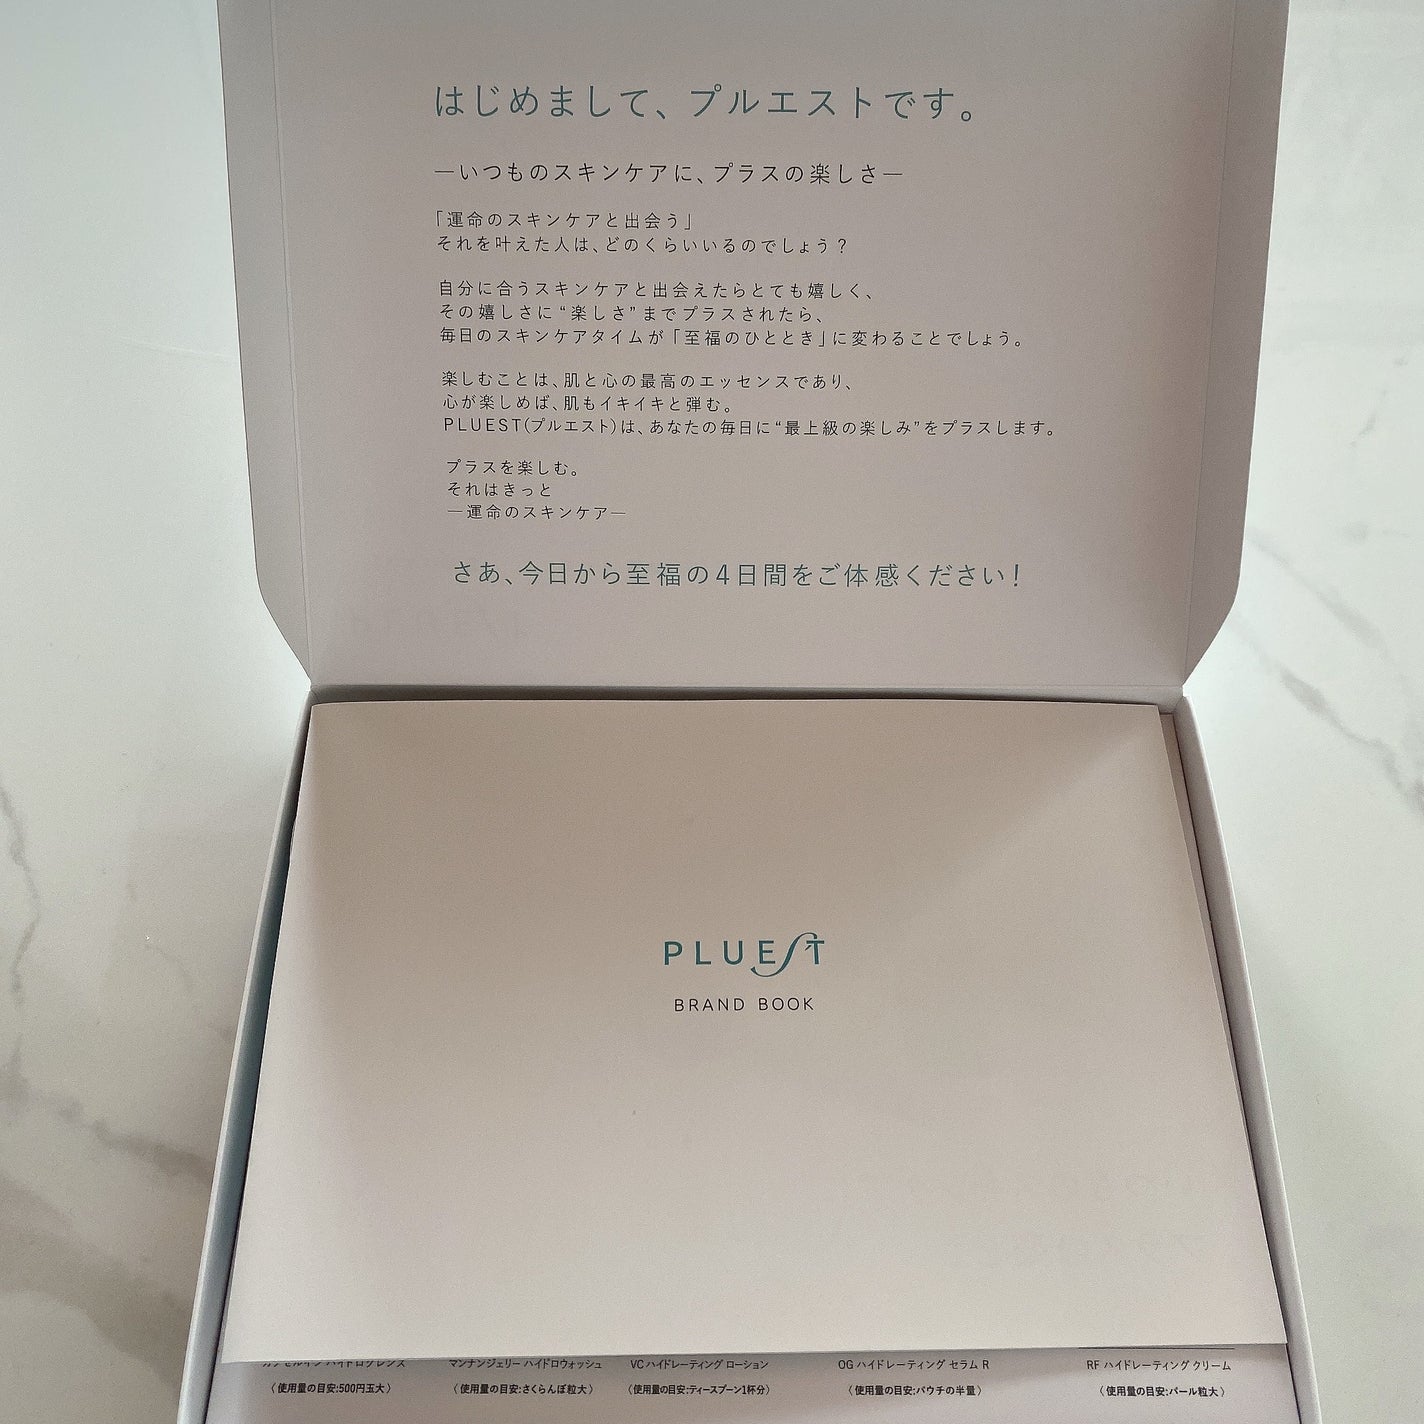 はじめまして、プルエストです。
―いつものスキンケアに、プラスの楽しさ―
「運命のスキンケアと出会う」
それを叶えた人は、どのくらいいるのでしょう？
自分に合うスキンケアと出会えたらとても嬉しく、
その嬉しさに“楽しさ”までプラスされたら、
毎日のスキンケアタイムが「至福のひととき」に変わることでしょう。
楽しむことは、肌と心の最高のエッセンスであり、
心が楽しめば、肌もイキイキと弾む。
PLUEST(プルエスト)は、あなたの毎日に“最上級の楽しみ”をプラスします。
プラスを楽しむ。
それはきっと
―運命のスキンケア―
さあ、今日から至福の4日間をご体感ください！
PLUEST
BRAND BOOK
マンナンジェリー ハイドロウォッシュ
VC ハイドレーティング ローション
OG ハイドレーティング セラム R
RF ハイドレーティング クリーム
〈使用量の目安:500円玉大〉
〈使用量の目安:さくらんぼ粒大〉
〈使用量の目安:ティースプーン1杯分〉
〈使用量の目安:パウチの半量〉
〈使用量の目安:パール粒大〉